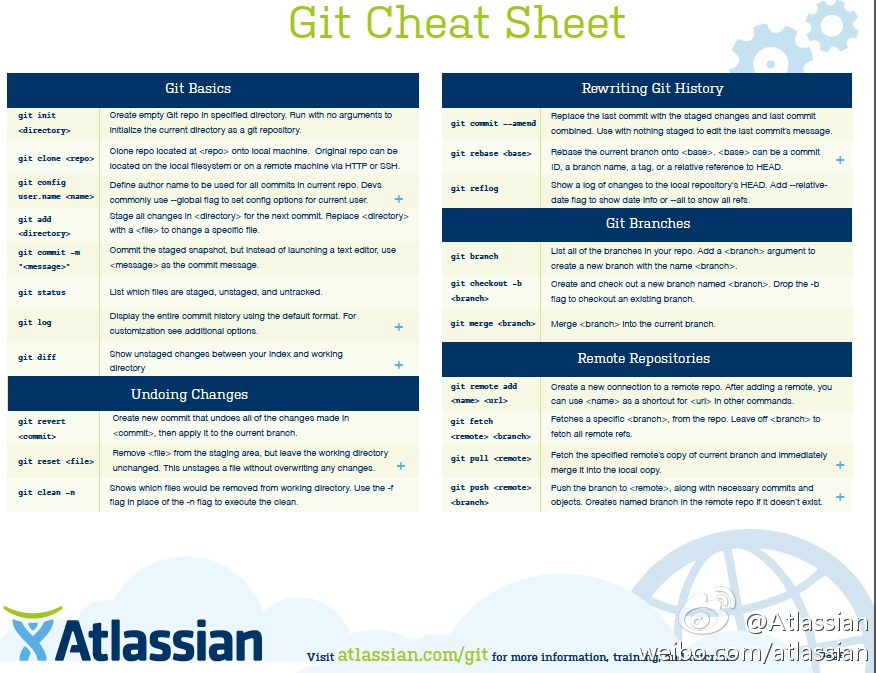 Git Cheat Sheet
Git Basics
git init
<directory>
Create empty Git repo in specified directory. Run with no arguments to
initialize the current directory as a git repository.
git clone <repo>
Clone repo located at <repo> onto local machine. Original repo can be
located on the local filesystem or on a remote machine via HTTP or SSH.
git config
user.name <name>
Define author name to be used for all commits in current repo. Devs
commonly use --global flag to set config options for current user.
+
git add
<directory>
Stage all changes in <directory> for the next commit. Replace <directory>
with a <file> to change a specific file.
git commit -m
"<message>"
Commit the staged snapshot, but instead of launching a text editor, use
<message> as the commit message.
git status
List which files are staged, unstaged, and untracked.
git log
Display the entire commit history using the default format. For
customization see additional options.
+
git diff
Show unstaged changes between your index and working
directory
+
Undoing Changes
git revert
<commit>
Create new commit that undoes all of the changes made in
<commit>, then apply it to the current branch.
git reset <file>
Remove <file> from the staging area, but leave the working directory
unchanged. This unstages a file without overwriting any changes.
+
git clean -n
Shows which files would be removed from working directory. Use the -f
flag in place of the -n flag to execute the clean.
Rewriting Git History
git commit --amend
Replace the last commit with the staged changes and last commit
combined. Use with nothing staged to edit the last commit's message.
git rebase <base>
Rebase the current branch onto <base>. <base> can be a commit
ID, a branch name, a tag, or a relative reference to HEAD.
+
git reflog
Show a log of changes to the local repository's HEAD. Add --relative-
date flag to show date info or --all to show all refs.
Git Branches
git branch
List all of the branches in your repo. Add a <branch> argument to
create a new branch with the name <branch>.
git checkout -b
<branch>
Create and check out a new branch named <branch>. Drop the -b
flag to checkout an existing branch.
git merge <branch>
Merge <branch> into the current branch.
Remote Repositories
git remote add
<name> <url>
Create a new connection to a remote repo. After adding a remote, you
can use <name> as a shortcut for <url> in other commands.
git fetch
<remote> <branch>
Fetches a specific <branch>, from the repo. Leave off <branch> to
fetch all remote refs.
git pull <remote>
Fetch the specified remote's copy of current branch and immediately
merge it into the local copy.
+
git push <remote>
<branch>
Push the branch to <remote>, along with necessary commits and
objects. Creates named branch in the remote repo if it doesn't exist.
+
Atlassian
Visit atlassian.com/git for more information, training, and
@Atlassian
weibo.com/atlassian